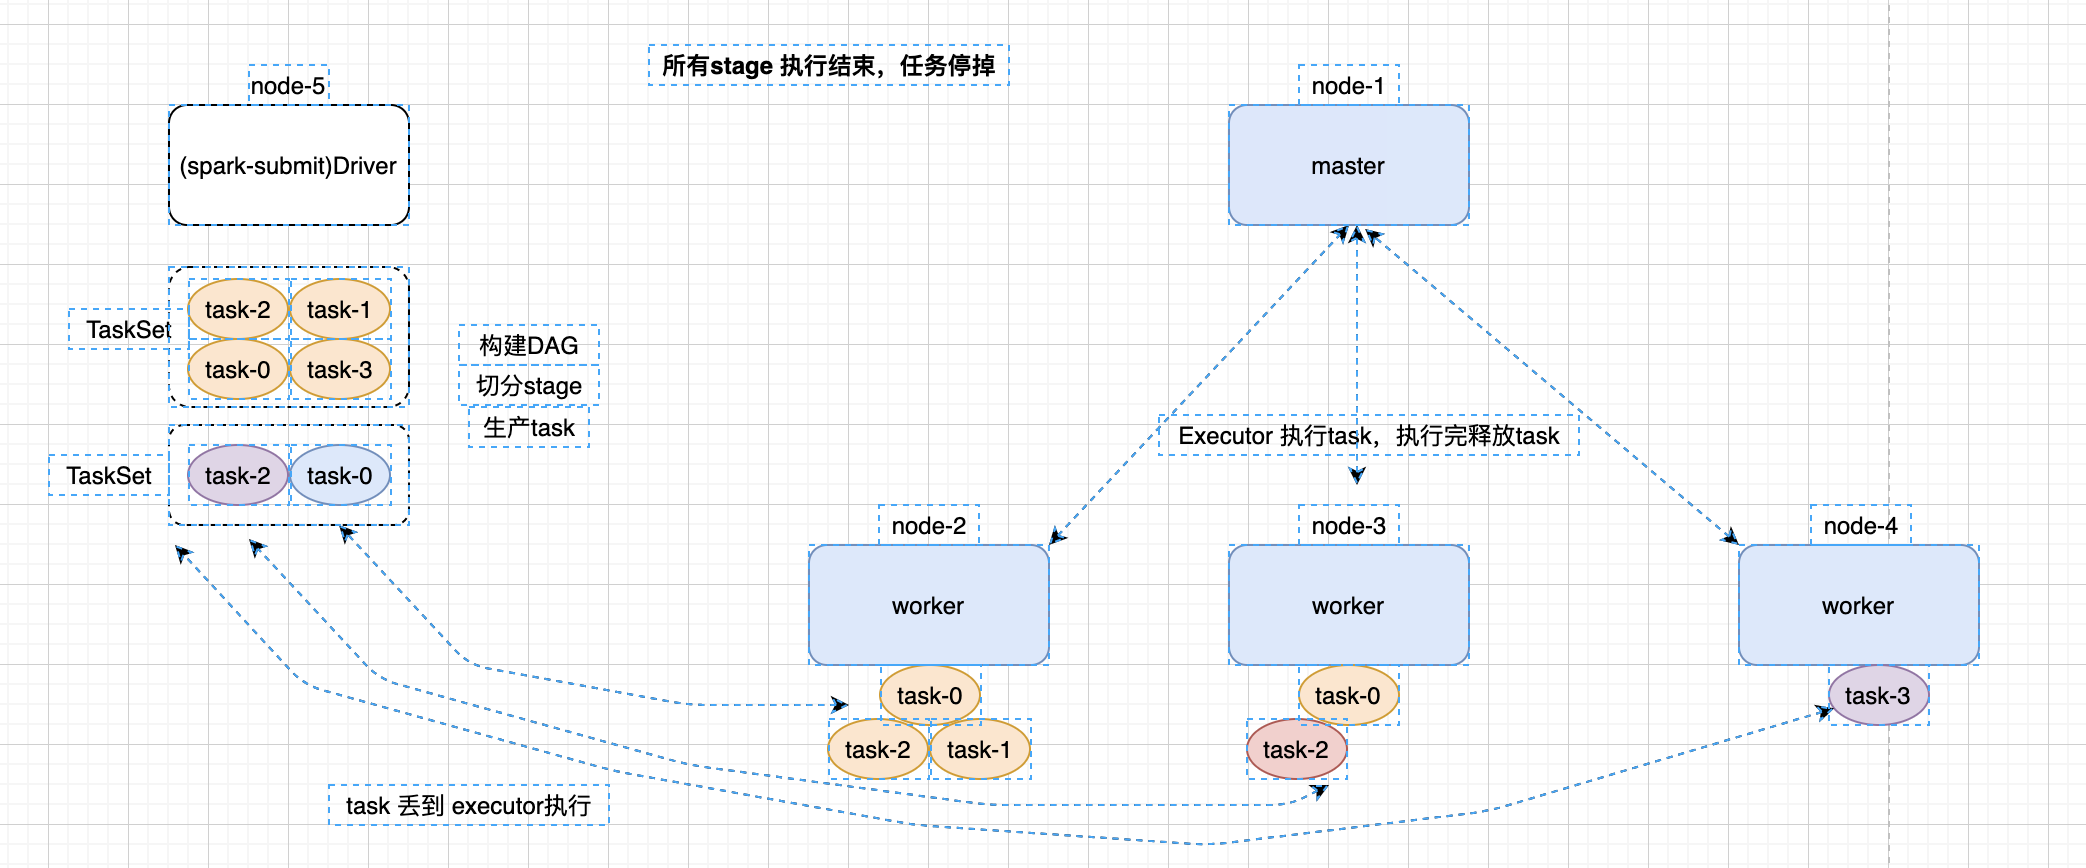 所有stage 执行结束，任务停掉
node-5
node-1
(spark-submit)Driver
master
TaskSet
task-2
task-1
task-0
task-3
构建DAG
切分stage
生产task
Executor 执行task，执行完释放task
TaskSet
task-2
task-0
node-2
node-3
node-4
worker
worker
worker
task-0
task-2
task-1
task-0
task-2
task-3
task 丢到 executor执行